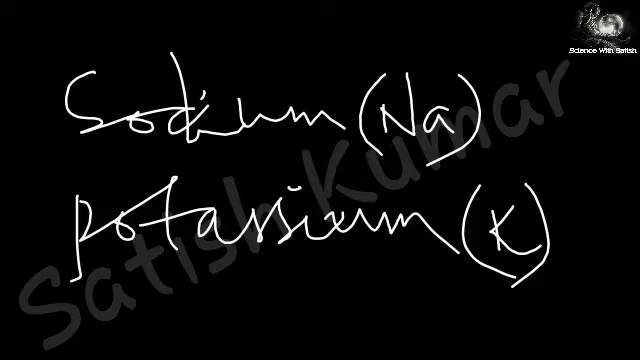 Science With Satish
Sodium (Na)
potassium (K)
Satish Kumar